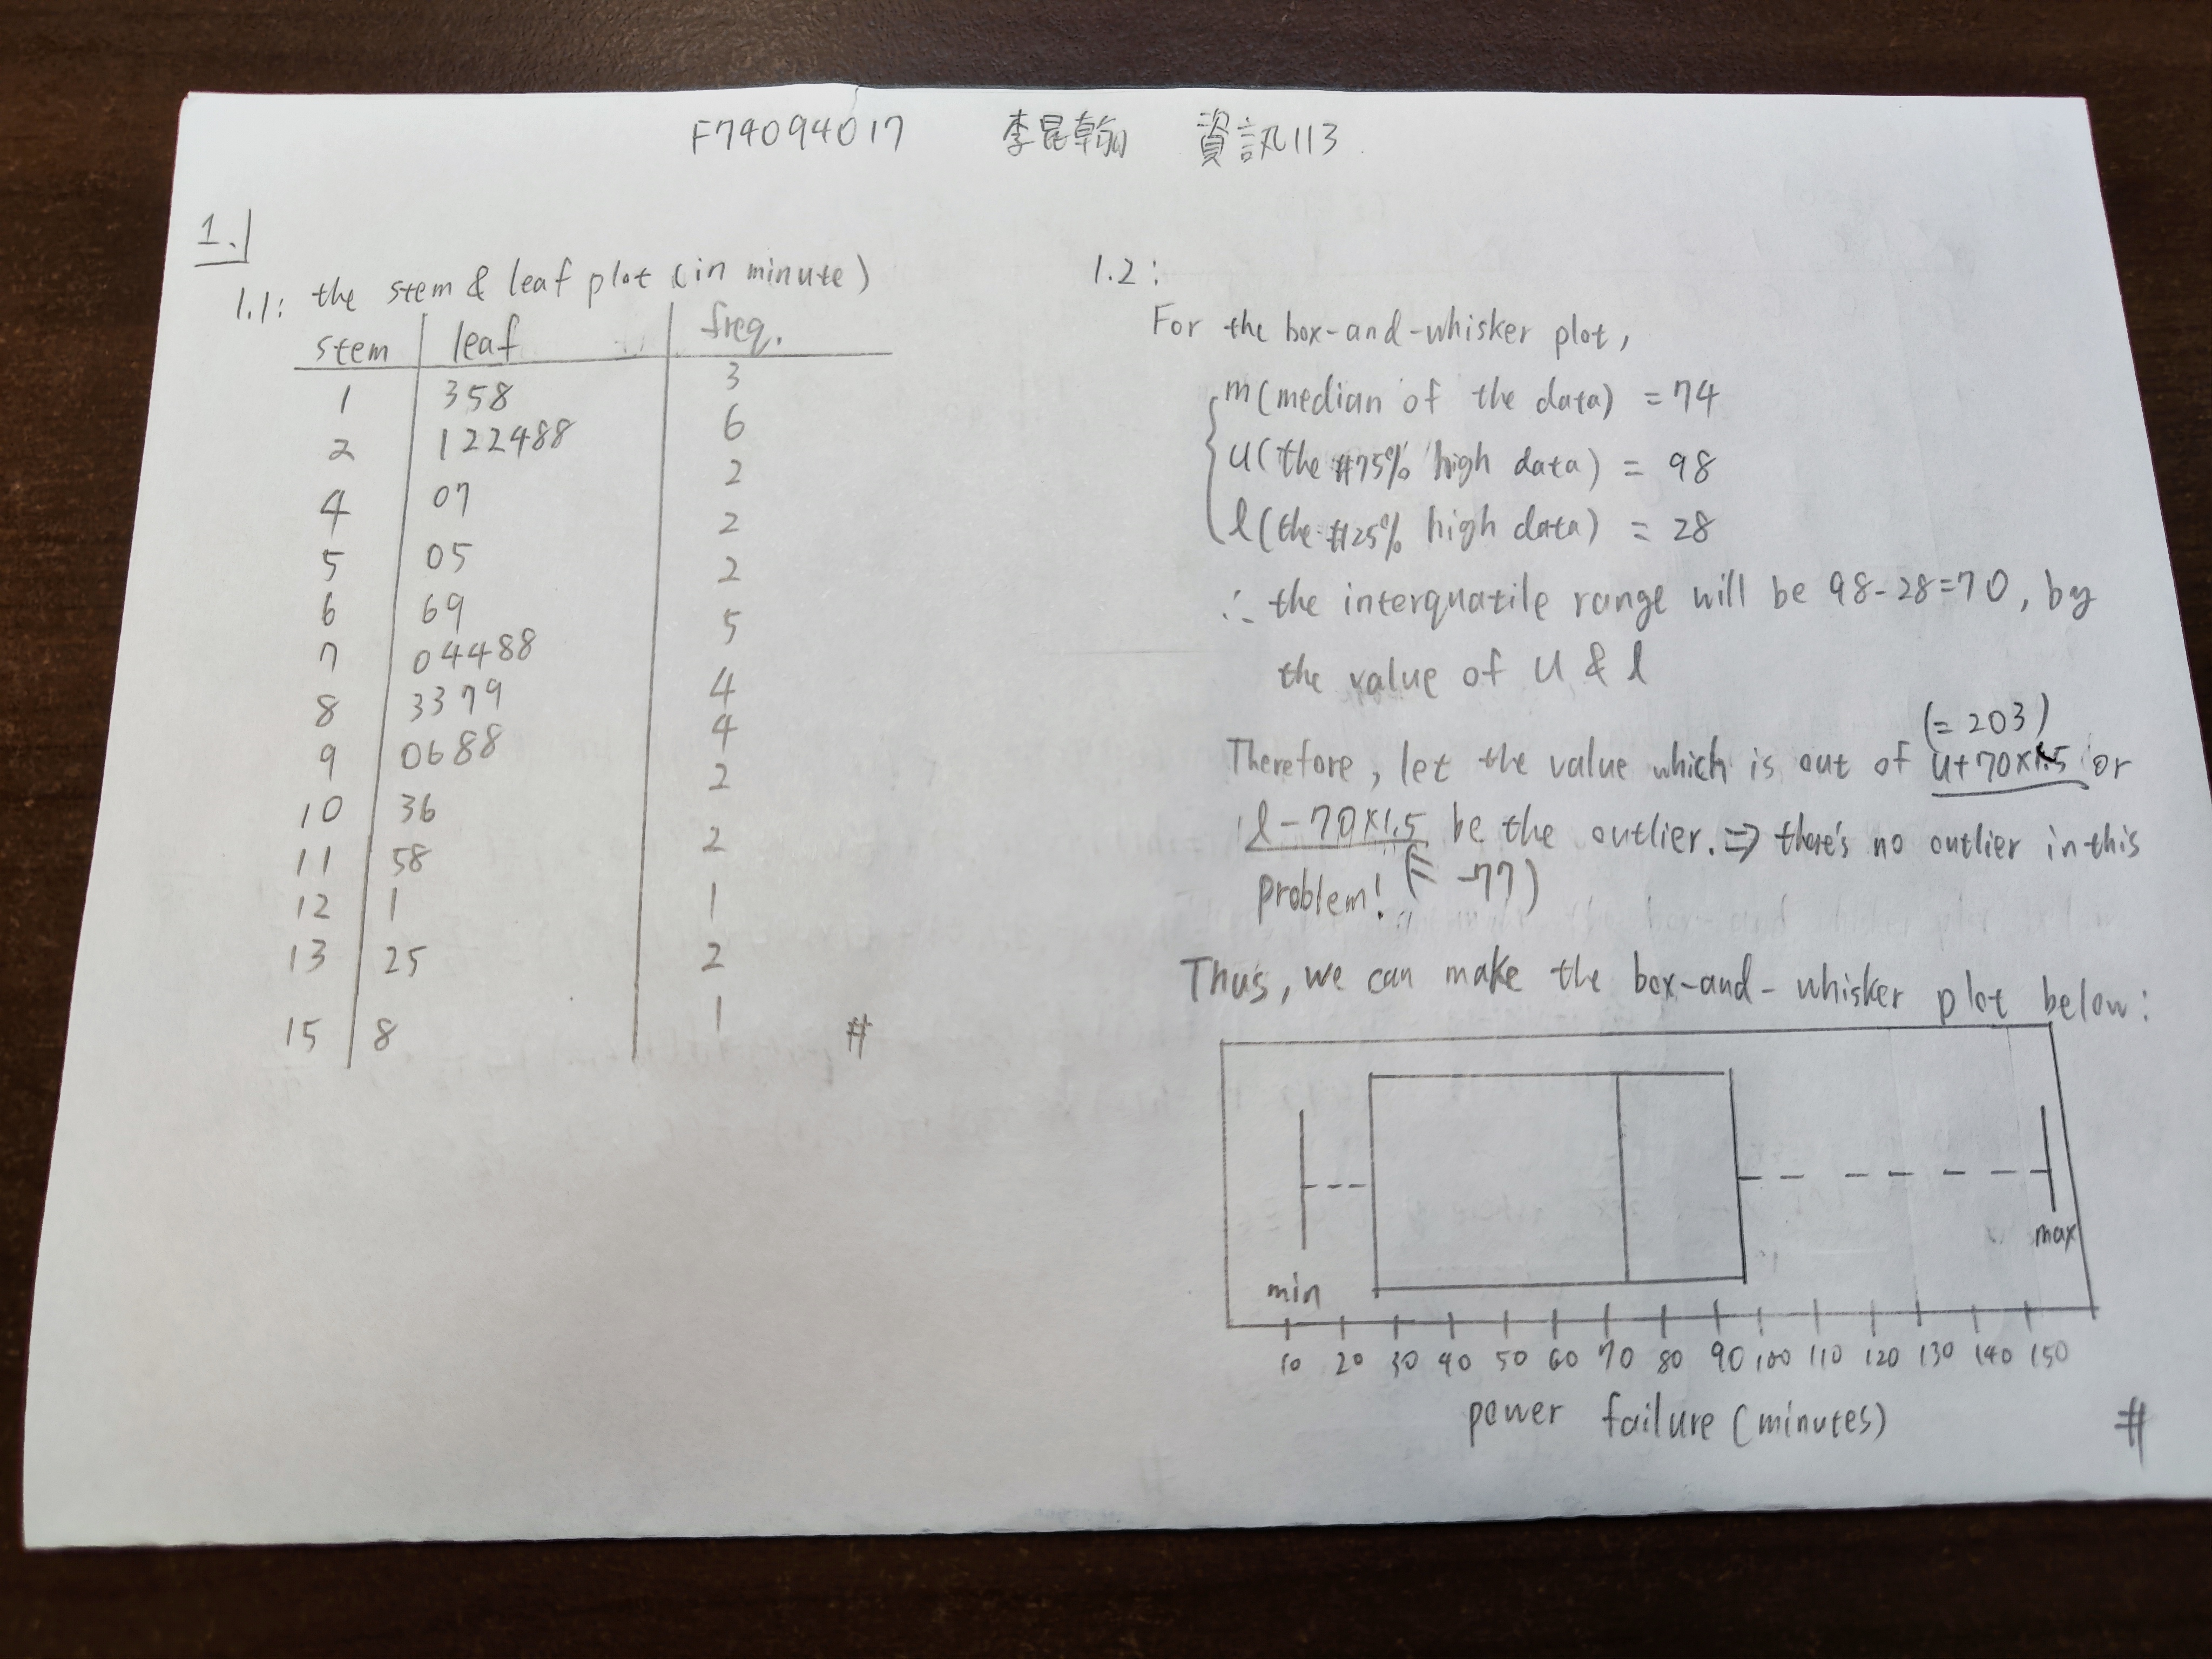 F74094017 李昆翰 資訊113
1.
1.1: the stem & leaf plot (in minute)
stem leaf freq.
1 358 3
2 122488 6
4 07 2
5 05 2
6 69 2
7 04488 5
8 3379 4
9 0688 4
10 36 2
11 58 2
12 1 1
13 25 2
15 8 1 #
1.2:
For the box-and-whisker plot,
m(median of the data) = 74
u(the #75% high data) = 98
l(the #25% high data) = 28
∴ the interquatile range will be 98-28=70, by
the value of u & l
(= 203)
Therefore, let the value which is out of u+70×1.5 or
l-70×1.5 be the outlier. ⇒ there's no outlier in this
problem! (= -77)
Thus, we can make the box-and-whisker plot below:
min max
10 20 30 40 50 60 70 80 90 100 110 120 130 140 150
power failure (minutes) #